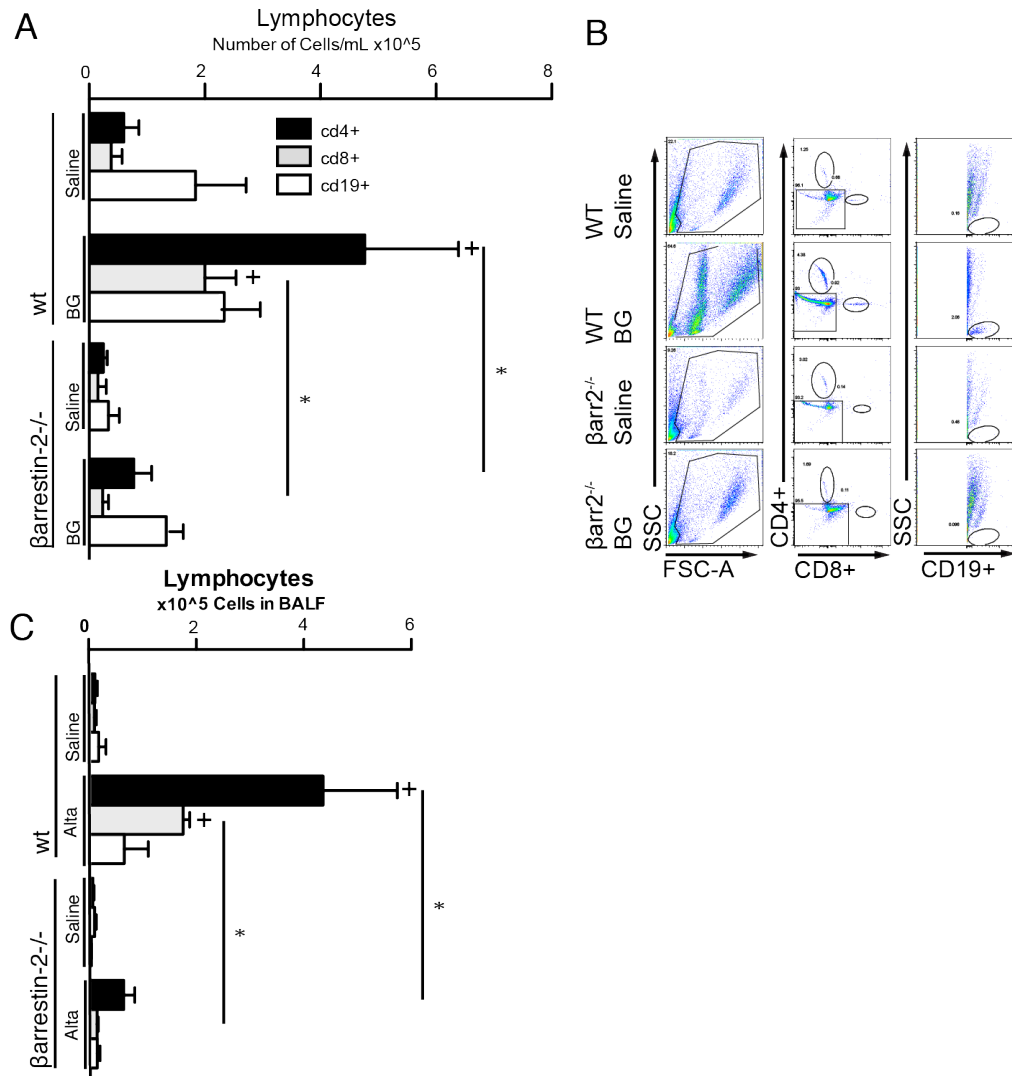 A
Lymphocytes
Number of Cells/mL x10^5
0 2 4 6 8
cd4+
cd8+
cd19+
Saline
BG
wt
Saline
BG
βarrestin-2-/-
+
+
*
*
B
WT Saline
WT BG
βarr2-/- Saline
βarr2-/- BG
SSC
FSC-A
CD4+
CD8+
SSC
CD19+
C
Lymphocytes
x10^5 Cells in BALF
0 2 4 6
Saline
Alta
wt
Saline
Alta
βarrestin-2-/-
+
+
*
*